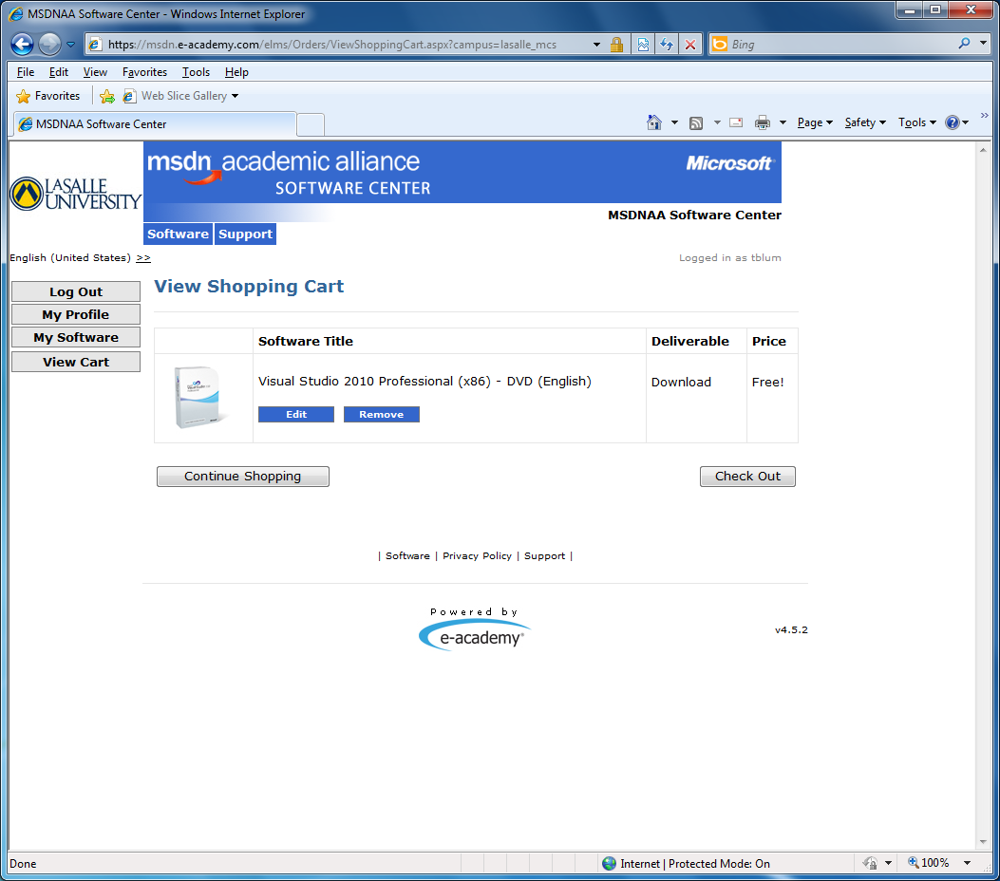 MSDNAA Software Center - Windows Internet Explorer
https://msdn.e-academy.com/elms/Orders/ViewShoppingCart.aspx?campus=lasalle_mcs
Bing
File Edit View Favorites Tools Help
Favorites Web Slice Gallery
MSDNAA Software Center
Page Safety Tools
LASALLE
UNIVERSITY
msdn academic alliance
SOFTWARE CENTER
Microsoft
MSDNAA Software Center
Software Support
English (United States) >>
Logged in as tblum
Log Out
My Profile
My Software
View Cart
View Shopping Cart
Software Title Deliverable Price
Visual Studio 2010 Professional (x86) - DVD (English) Download Free!
Edit Remove
Continue Shopping Check Out
| Software | Privacy Policy | Support |
Powered by
e-academy
v4.5.2
Done Internet | Protected Mode: On 100%